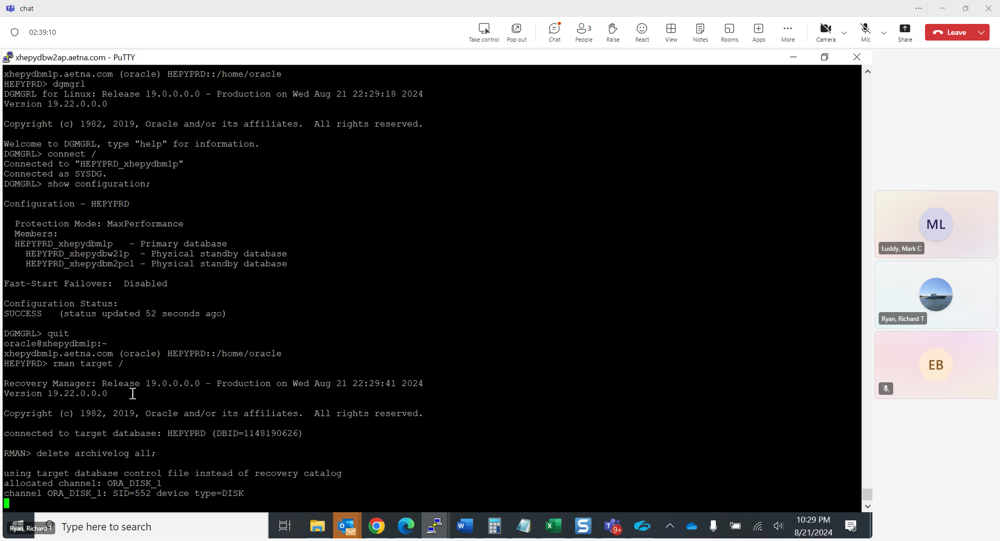 chat
02:39:10
Take control
Pop out
Chat
3
People
Raise
React
View
Notes
Rooms
Apps
More
Camera
Mic
Share
Leave
xhepydbw2ap.aetna.com - PuTTY
xhepydbm1p.aetna.com (oracle) HEPYPRD::/home/oracle
HEPYPRD> dgmgrl
DGMGRL for Linux: Release 19.0.0.0.0 - Production on Wed Aug 21 22:29:18 2024
Version 19.22.0.0.0
Copyright (c) 1982, 2019, Oracle and/or its affiliates.  All rights reserved.
Welcome to DGMGRL, type "help" for information.
DGMGRL> connect /
Connected to "HEPYPRD_xhepydbm1p"
Connected as SYSDG.
DGMGRL> show configuration;
Configuration - HEPYPRD
Protection Mode: MaxPerformance
Members:
HEPYPRD_xhepydbm1p   - Primary database
HEPYPRD_xhepydbw21p  - Physical standby database
HEPYPRD_xhepydbm2pcl - Physical standby database
Fast-Start Failover:  Disabled
Configuration Status:
SUCCESS   (status updated 52 seconds ago)
DGMGRL> quit
oracle@xhepydbm1p:~
xhepydbm1p.aetna.com (oracle) HEPYPRD::/home/oracle
HEPYPRD> rman target /
Recovery Manager: Release 19.0.0.0.0 - Production on Wed Aug 21 22:29:41 2024
Version 19.22.0.0.0
Copyright (c) 1982, 2019, Oracle and/or its affiliates.  All rights reserved.
connected to target database: HEPYPRD (DBID=1148190626)
RMAN> delete archivelog all;
using target database control file instead of recovery catalog
allocated channel: ORA_DISK_1
channel ORA_DISK_1: SID=552 device type=DISK
ML
Luddy, Mark C
Ryan, Richard T
EB
Ryan, Richard T
Type here to search
9+
10:29 PM
8/21/2024